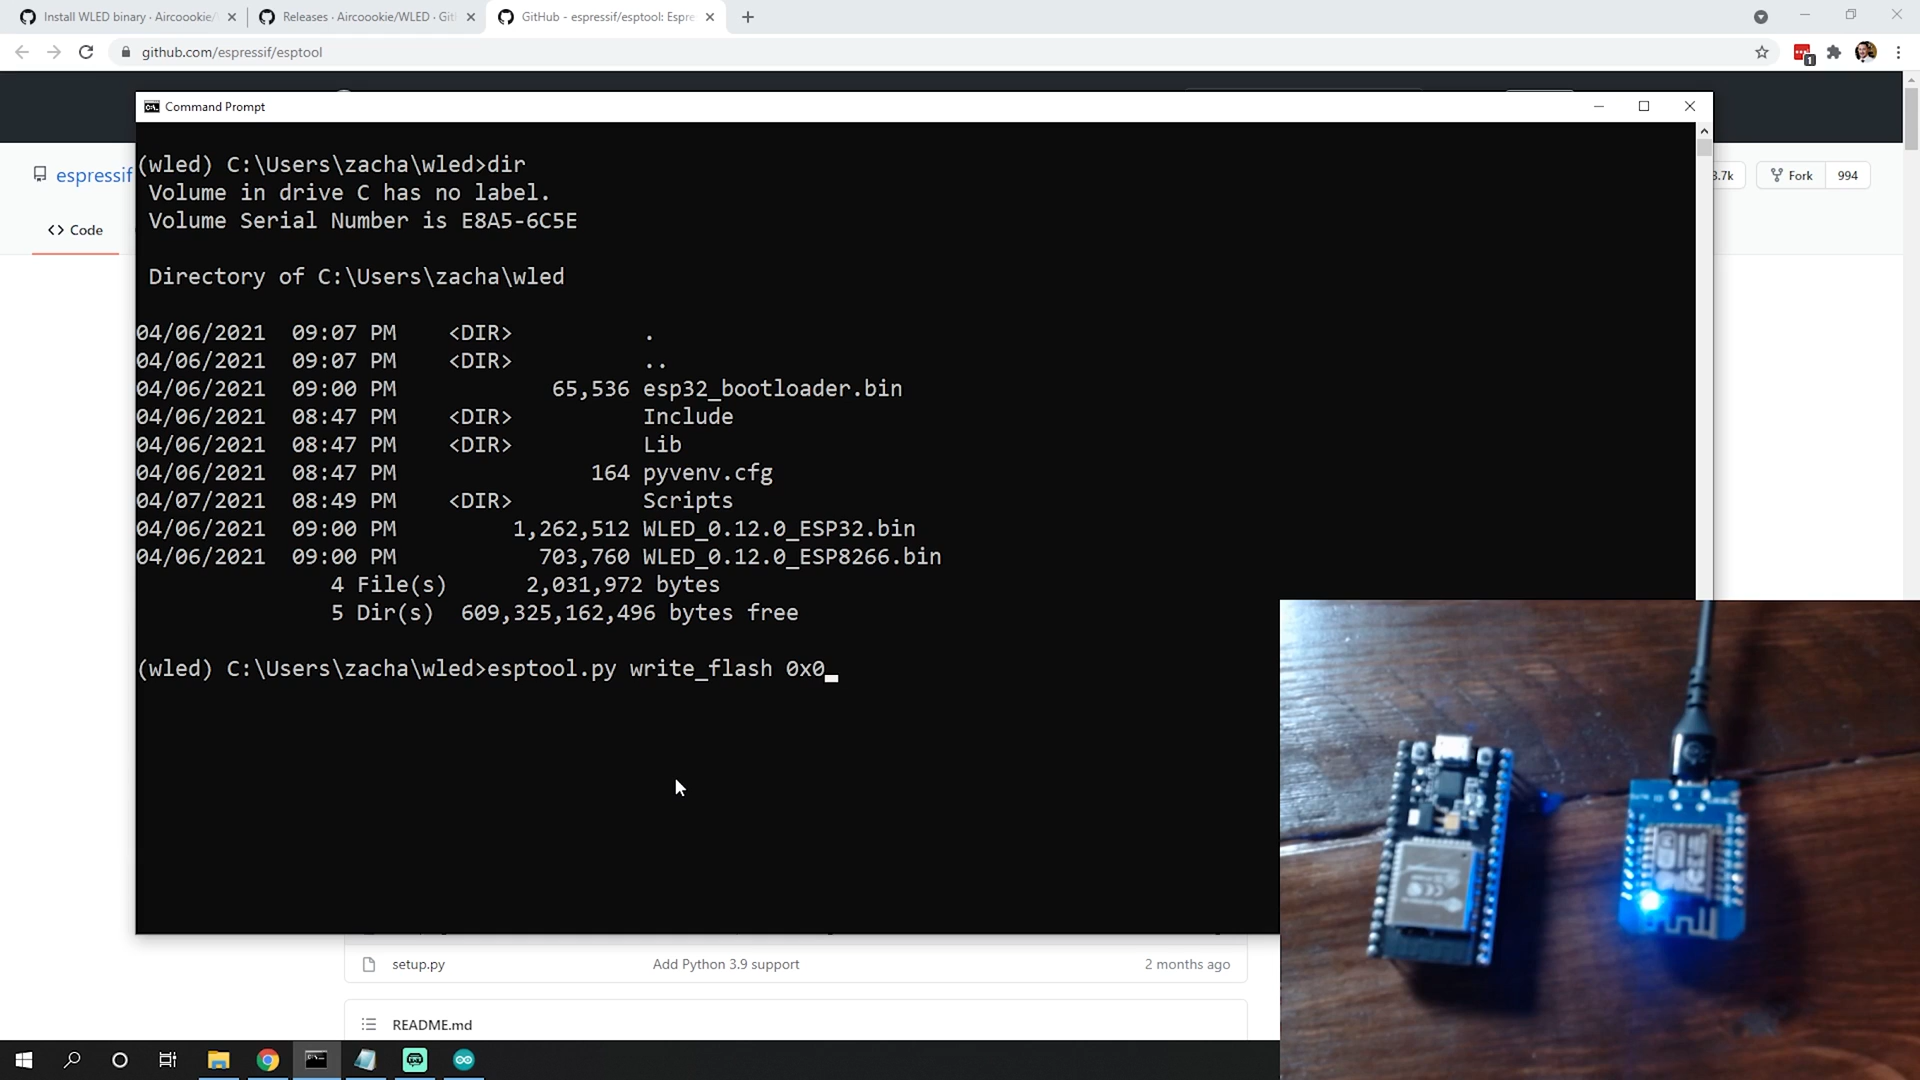 Install WLED binary · Aircoookie/
Releases · Aircoookie/WLED · Git
GitHub - espressif/esptool: Espre
github.com/espressif/esptool
1
Command Prompt
espressif
3.7k
Fork
994
Code
(wled) C:\Users\zacha\wled>dir
Volume in drive C has no label.
Volume Serial Number is E8A5-6C5E
Directory of C:\Users\zacha\wled
04/06/2021 09:07 PM <DIR> .
04/06/2021 09:07 PM <DIR> ..
04/06/2021 09:00 PM 65,536 esp32_bootloader.bin
04/06/2021 08:47 PM <DIR> Include
04/06/2021 08:47 PM <DIR> Lib
04/06/2021 08:47 PM 164 pyvenv.cfg
04/07/2021 08:49 PM <DIR> Scripts
04/06/2021 09:00 PM 1,262,512 WLED_0.12.0_ESP32.bin
04/06/2021 09:00 PM 703,760 WLED_0.12.0_ESP8266.bin
4 File(s) 2,031,972 bytes
5 Dir(s) 609,325,162,496 bytes free
(wled) C:\Users\zacha\wled>esptool.py write_flash 0x0_
setup.py
Add Python 3.9 support
2 months ago
README.md